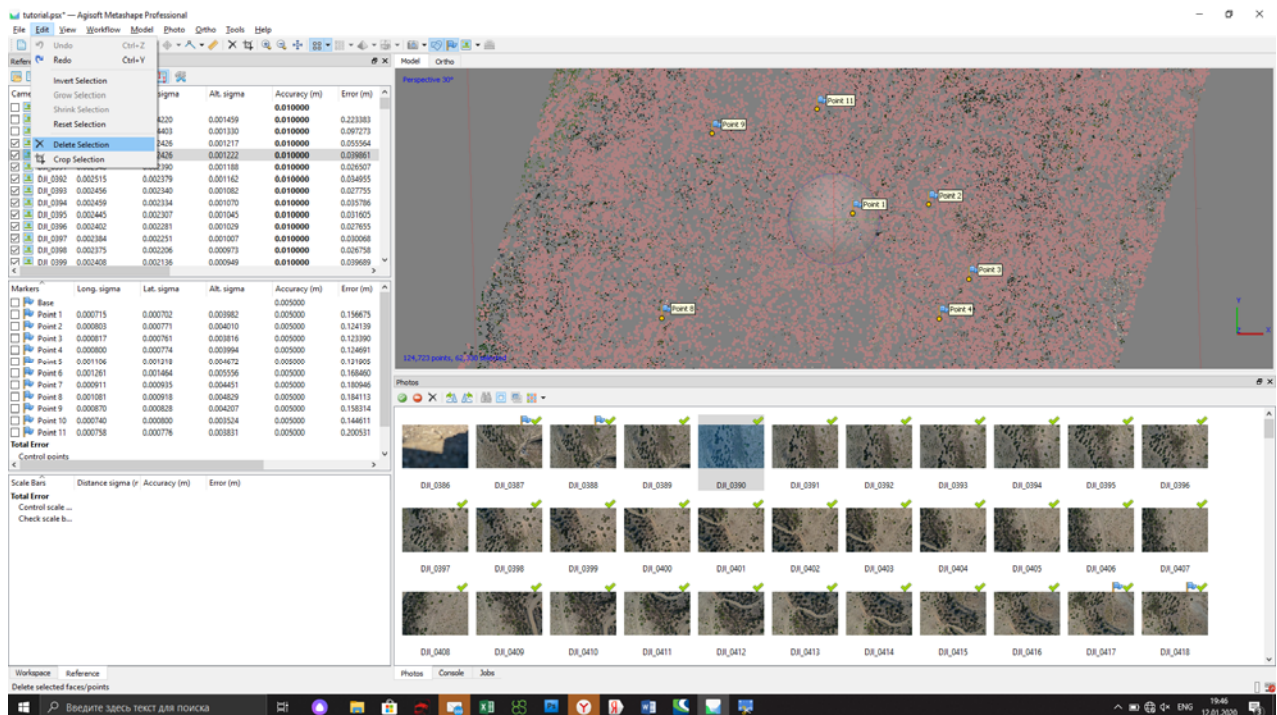 tutorial.psx* — Agisoft Metashape Professional
File Edit View Workflow Model Photo Ortho Tools Help
Undo Ctrl+Z
Redo Ctrl+Y
Invert Selection
Grow Selection
Shrink Selection
Reset Selection
Delete Selection
Crop Selection
sigma Alt. sigma Accuracy (m) Error (m)
0.010000
0.001459 0.010000 0.223383
0.001330 0.010000 0.097273
0.001217 0.010000 0.055564
0.001222 0.010000 0.039861
0.001188 0.010000 0.026507
DJI_0392 0.002515 0.002379 0.001162 0.010000 0.034955
DJI_0393 0.002456 0.002340 0.001082 0.010000 0.027755
DJI_0394 0.002459 0.002334 0.001070 0.010000 0.035786
DJI_0395 0.002445 0.002307 0.001045 0.010000 0.031605
DJI_0396 0.002402 0.002281 0.001029 0.010000 0.027655
DJI_0397 0.002384 0.002251 0.001007 0.010000 0.030068
DJI_0398 0.002375 0.002206 0.000973 0.010000 0.026758
DJI_0399 0.002408 0.002136 0.000949 0.010000 0.039689
Markers Long. sigma Lat. sigma Alt. sigma Accuracy (m) Error (m)
Base 0.005000
Point 1 0.000715 0.000702 0.003982 0.005000 0.156675
Point 2 0.000803 0.000771 0.004010 0.005000 0.124139
Point 3 0.000817 0.000761 0.003816 0.005000 0.123390
Point 4 0.000800 0.000774 0.003994 0.005000 0.124691
Point 5 0.001106 0.001318 0.004672 0.005000 0.131905
Point 6 0.001261 0.001464 0.005556 0.005000 0.168460
Point 7 0.000911 0.000935 0.004451 0.005000 0.180946
Point 8 0.001081 0.000918 0.004829 0.005000 0.184113
Point 9 0.000870 0.000828 0.004207 0.005000 0.158314
Point 10 0.000740 0.000800 0.003524 0.005000 0.144611
Point 11 0.000758 0.000776 0.003831 0.005000 0.200531
Total Error
Control points
Scale Bars Distance sigma (r Accuracy (m) Error (m)
Total Error
Control scale ...
Check scale b...
Workspace Reference
Delete selected faces/points
Model Ortho
Perspective 30°
Point 11
Point 9
Point 2
Point 1
Point 3
Point 8
Point 4
Y
X
124,723 points,
Photos
DJI_0386 DJI_0387 DJI_0388 DJI_0389 DJI_0390 DJI_0391 DJI_0392 DJI_0393 DJI_0394 DJI_0395 DJI_0396
DJI_0397 DJI_0398 DJI_0399 DJI_0400 DJI_0401 DJI_0402 DJI_0403 DJI_0404 DJI_0405 DJI_0406 DJI_0407
DJI_0408 DJI_0409 DJI_0410 DJI_0411 DJI_0412 DJI_0413 DJI_0414 DJI_0415 DJI_0416 DJI_0417 DJI_0418
Photos Console Jobs
Введите здесь текст для поиска
ENG
19:46
12.01.2020